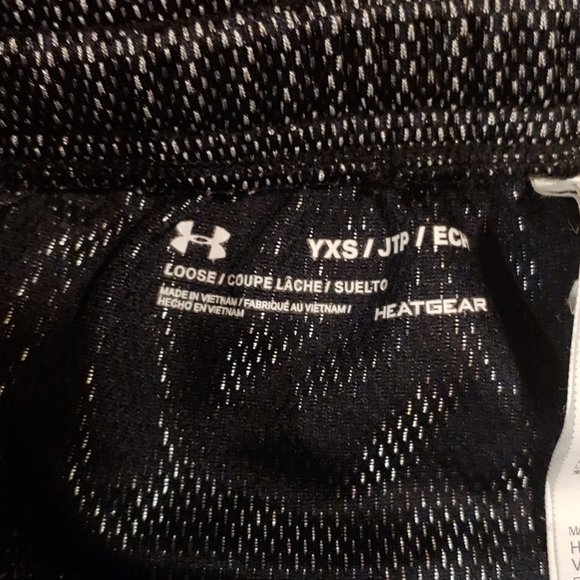 YXS / JTP / ECH
LOOSE / COUPE LÂCHE / SUELTO
MADE IN VIETNAM / FABRIQUÉ AU VIETNAM /
HECHO EN VIETNAM
HEATGEAR